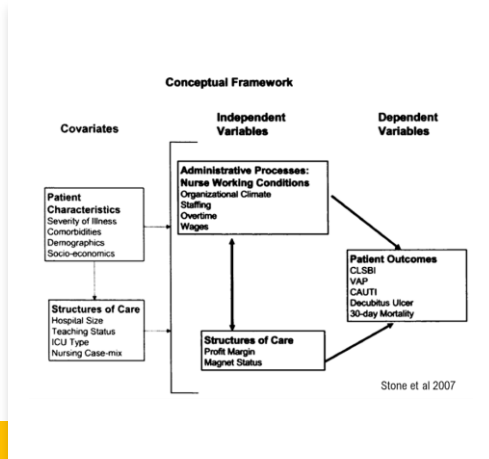 Conceptual Framework
Covariates
Independent
Variables
Dependent
Variables
Patient
Characteristics
Severity of Illness
Comorbidities
Demographics
Socio-economics
Structures of Care
Hospital Size
Teaching Status
ICU Type
Nursing Case-mix
Administrative Processes:
Nurse Working Conditions
Organizational Climate
Staffing
Overtime
Wages
Structures of Care
Profit Margin
Magnet Status
Patient Outcomes
CLSBI
VAP
CAUTI
Decubitus Ulcer
30-day Mortality
Stone et al 2007